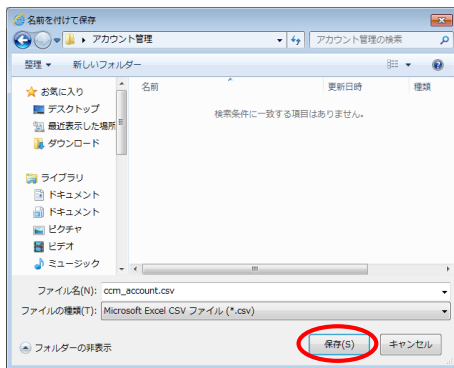 名前を付けて保存
アカウント管理
アカウント管理の検索
整理 新しいフォルダー
名前 更新日時 種類
検索条件に一致する項目はありません。
お気に入り
デスクトップ
最近表示した場所
ダウンロード
ライブラリ
ドキュメント
ドキュメント
ピクチャ
ビデオ
ミュージック
ファイル名(N): ccm_account.csv
ファイルの種類(T): Microsoft Excel CSV ファイル (*.csv)
フォルダーの非表示
保存(S) キャンセル